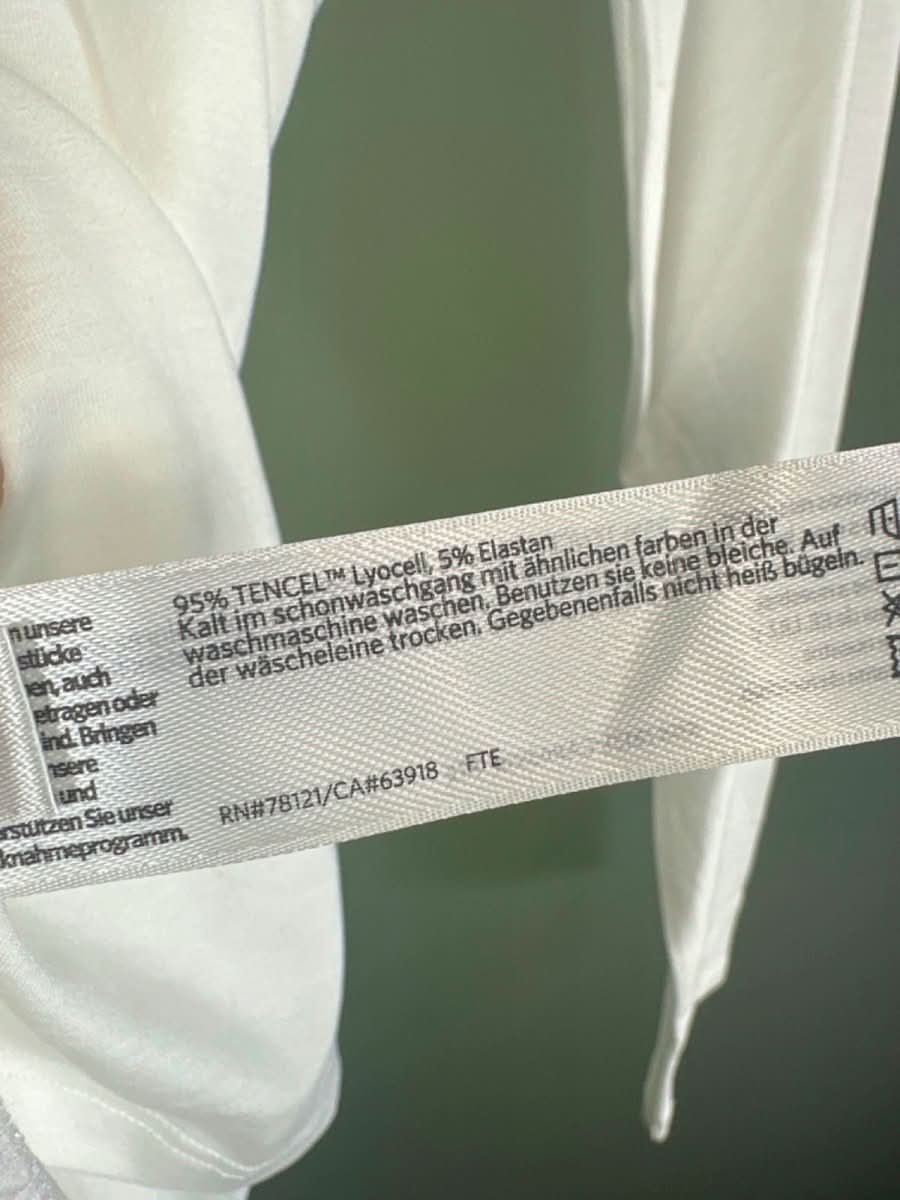 95% TENCEL™ Lyocell, 5% Elastan
Kalt im schonwaschgang mit ähnlichen farben in der
waschmaschine waschen. Benutzen sie keine bleiche. Auf
der wäscheleine trocken. Gegebenenfalls nicht heiß bügeln.
RN#78121/CA#63918 FTE
n unsere
stücke
en, auch
etragen oder
ind. Bringen
nsere
und
rstützen Sie unser
knahmeprogramm.